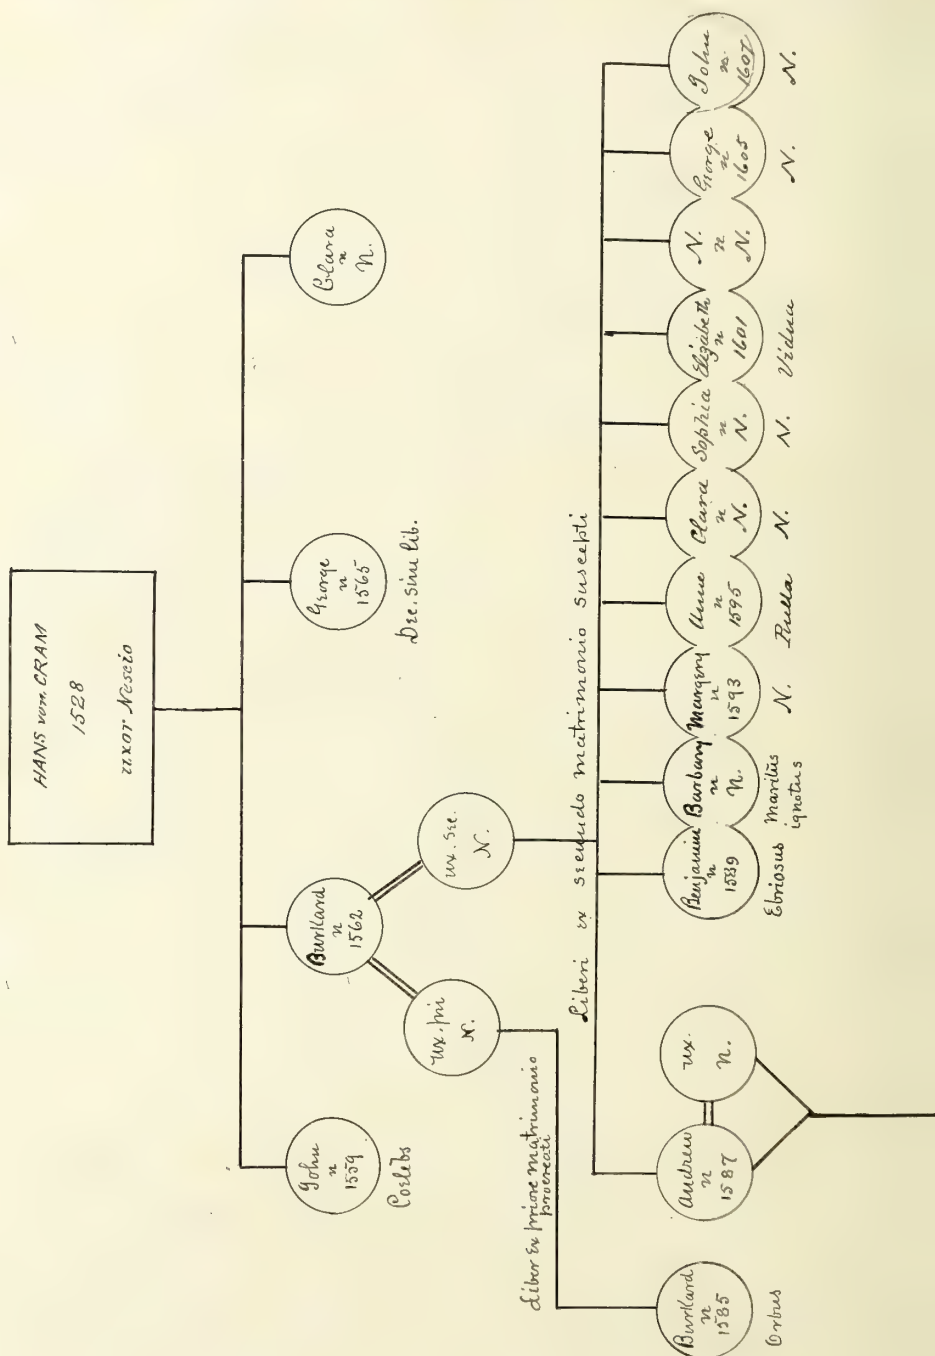 HANS von CRAM
1528
uxor Nescio
John
n
1559
Coelebs
Burkard
n
1562
George
n
1565
Dec. sine lib.
Clara
n
N.
ux. pri
N.
ux. sec.
N.
Liber ex priore matrimonio
procreati
Liberi ex secundo matrimonio suscepti
Burkard
n
1585
Orbus
Andrew
n
1587
ux.
N.
Benjamin
n
1589
Ebriosus
Barbary
n
N.
Maritus
ignotus
Margery
n
1593
N.
Anne
n
1595
Puella
Clara
n
N.
N.
Sophia
n
N.
N.
Elizabeth
n
1601
Vidua
N.
n
N.
George
n
1605
N.
John
n
1607
N.